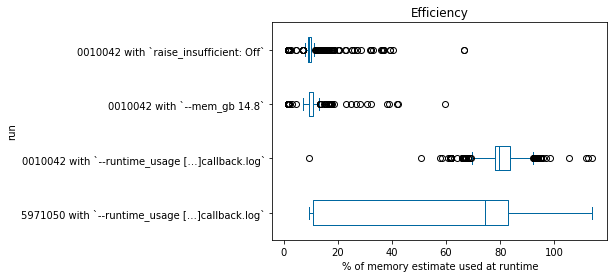 Efficiency
0010042 with `raise_insufficient: Off`
0010042 with `--mem_gb 14.8`
0010042 with `--runtime_usage [...]callback.log`
5971050 with `--runtime_usage [...]callback.log`
run
0 20 40 60 80 100
% of memory estimate used at runtime